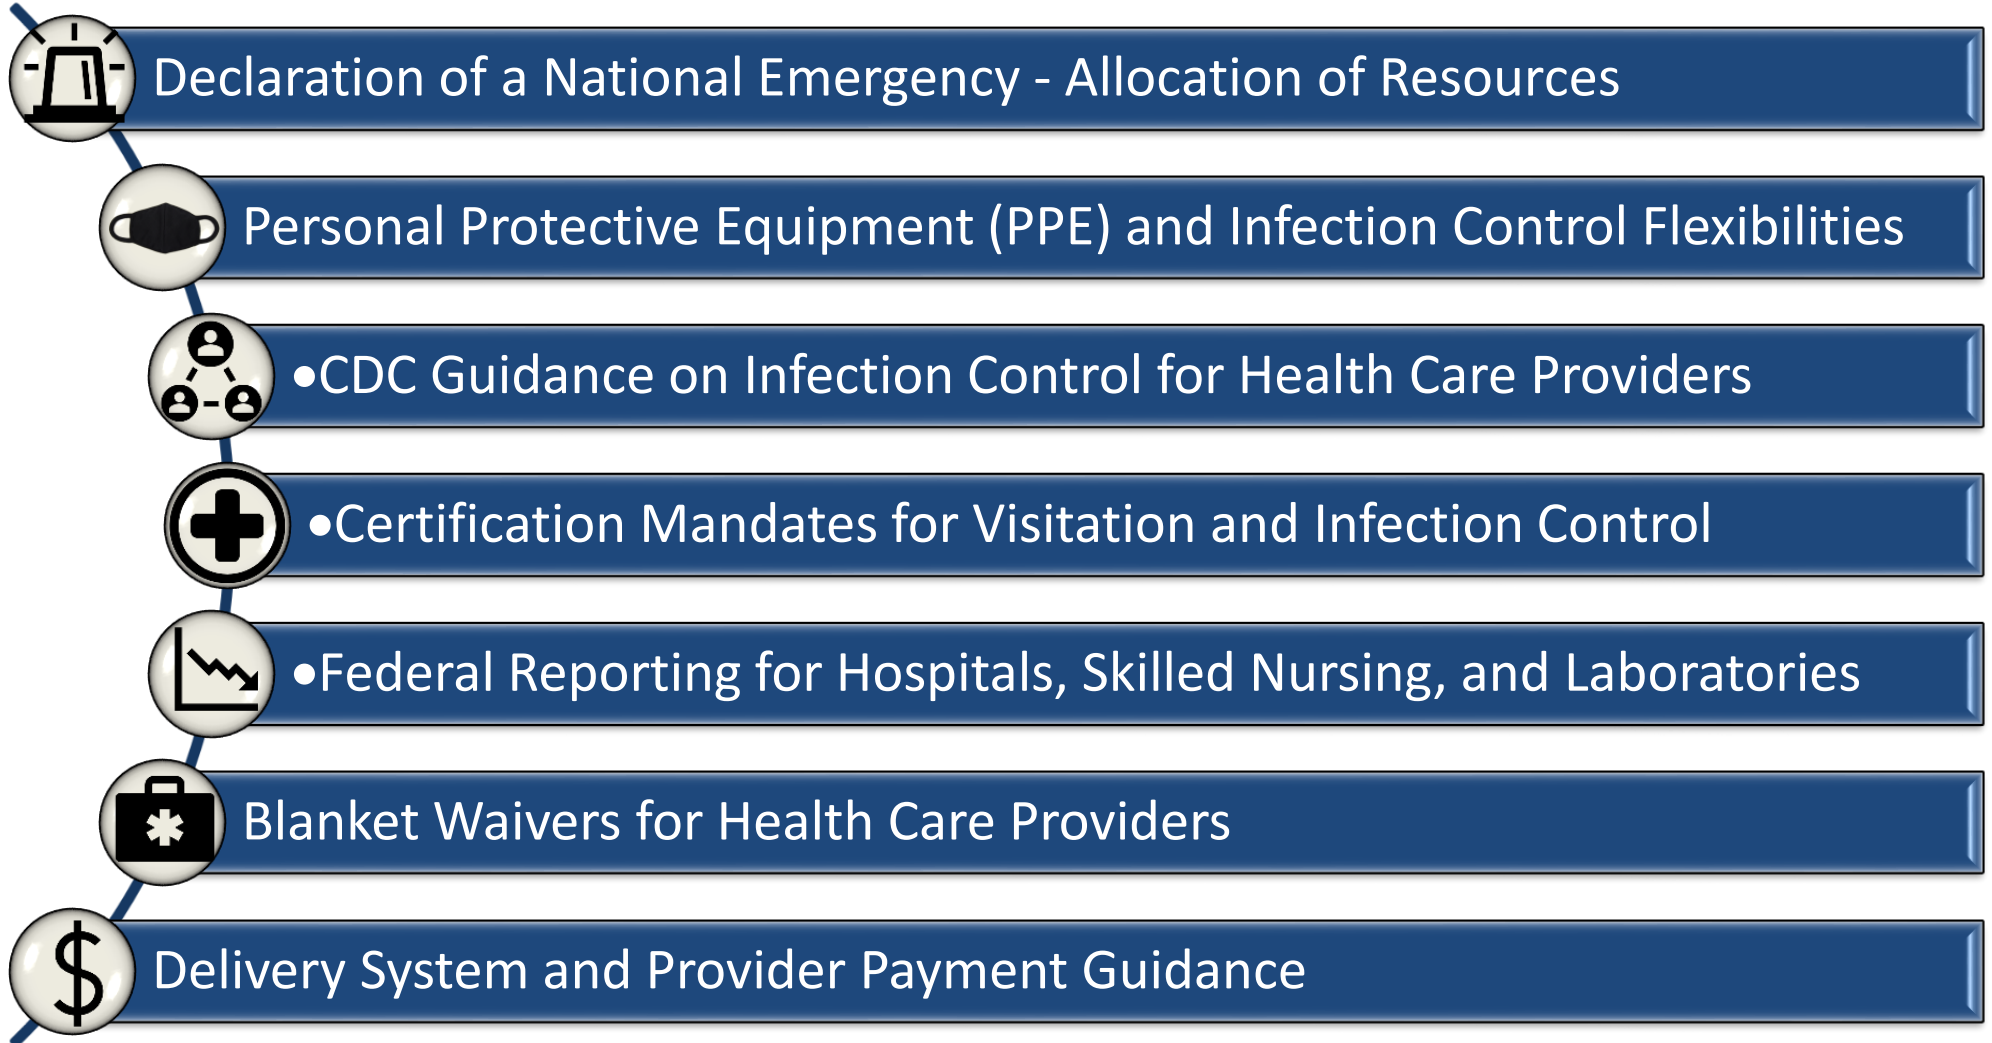 Declaration of a National Emergency - Allocation of Resources
Personal Protective Equipment (PPE) and Infection Control Flexibilities
•CDC Guidance on Infection Control for Health Care Providers
•Certification Mandates for Visitation and Infection Control
•Federal Reporting for Hospitals, Skilled Nursing, and Laboratories
Blanket Waivers for Health Care Providers
$ Delivery System and Provider Payment Guidance